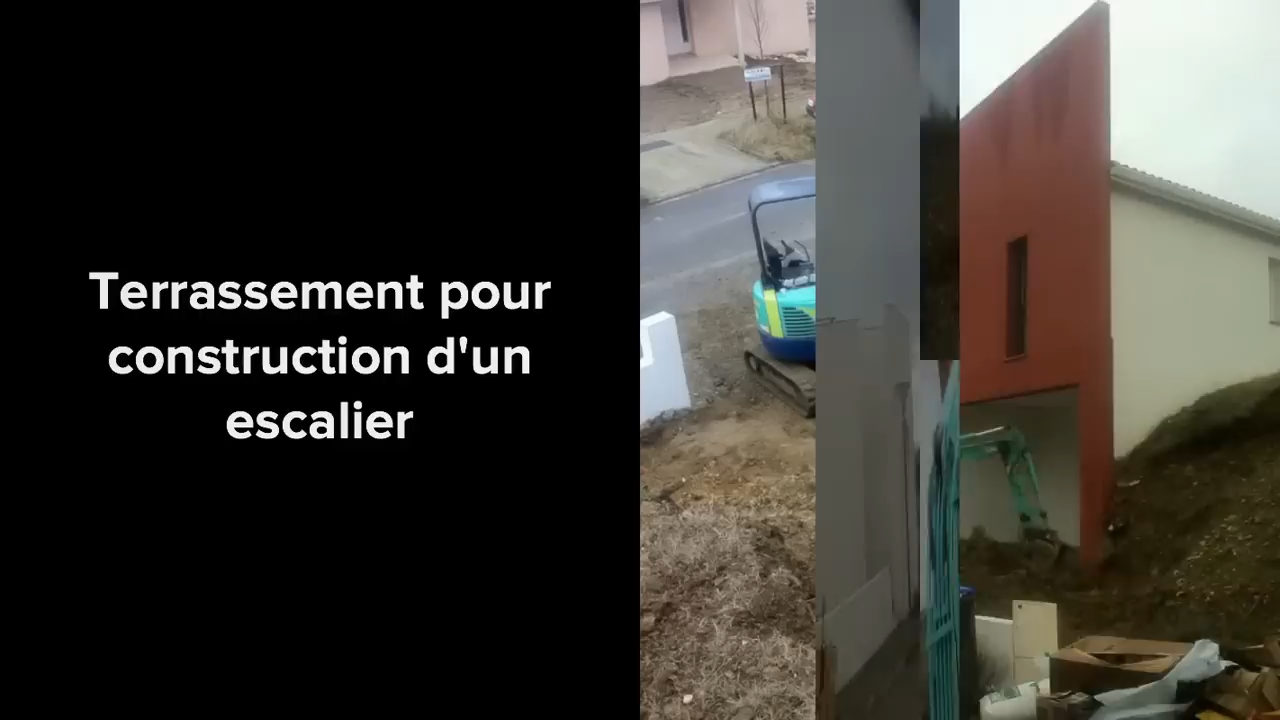 Terrassement pour
construction d'un
escalier